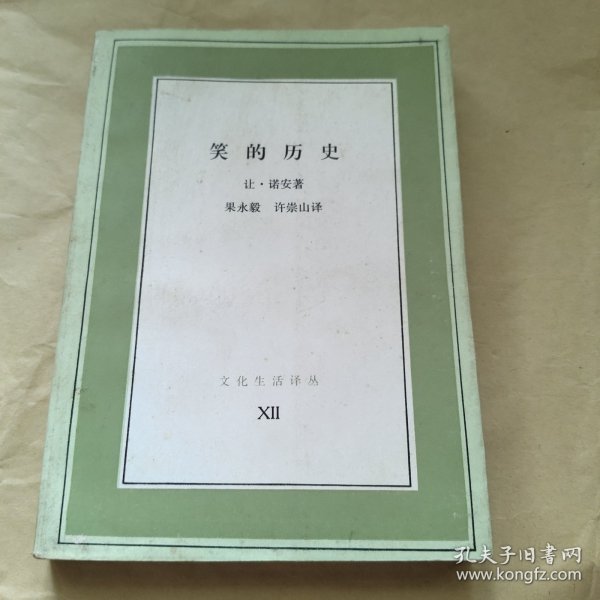 笑的历史
让·诺安著
果永毅 许崇山译
文化生活译丛
XII
孔夫子旧书网
www.kongfz.com